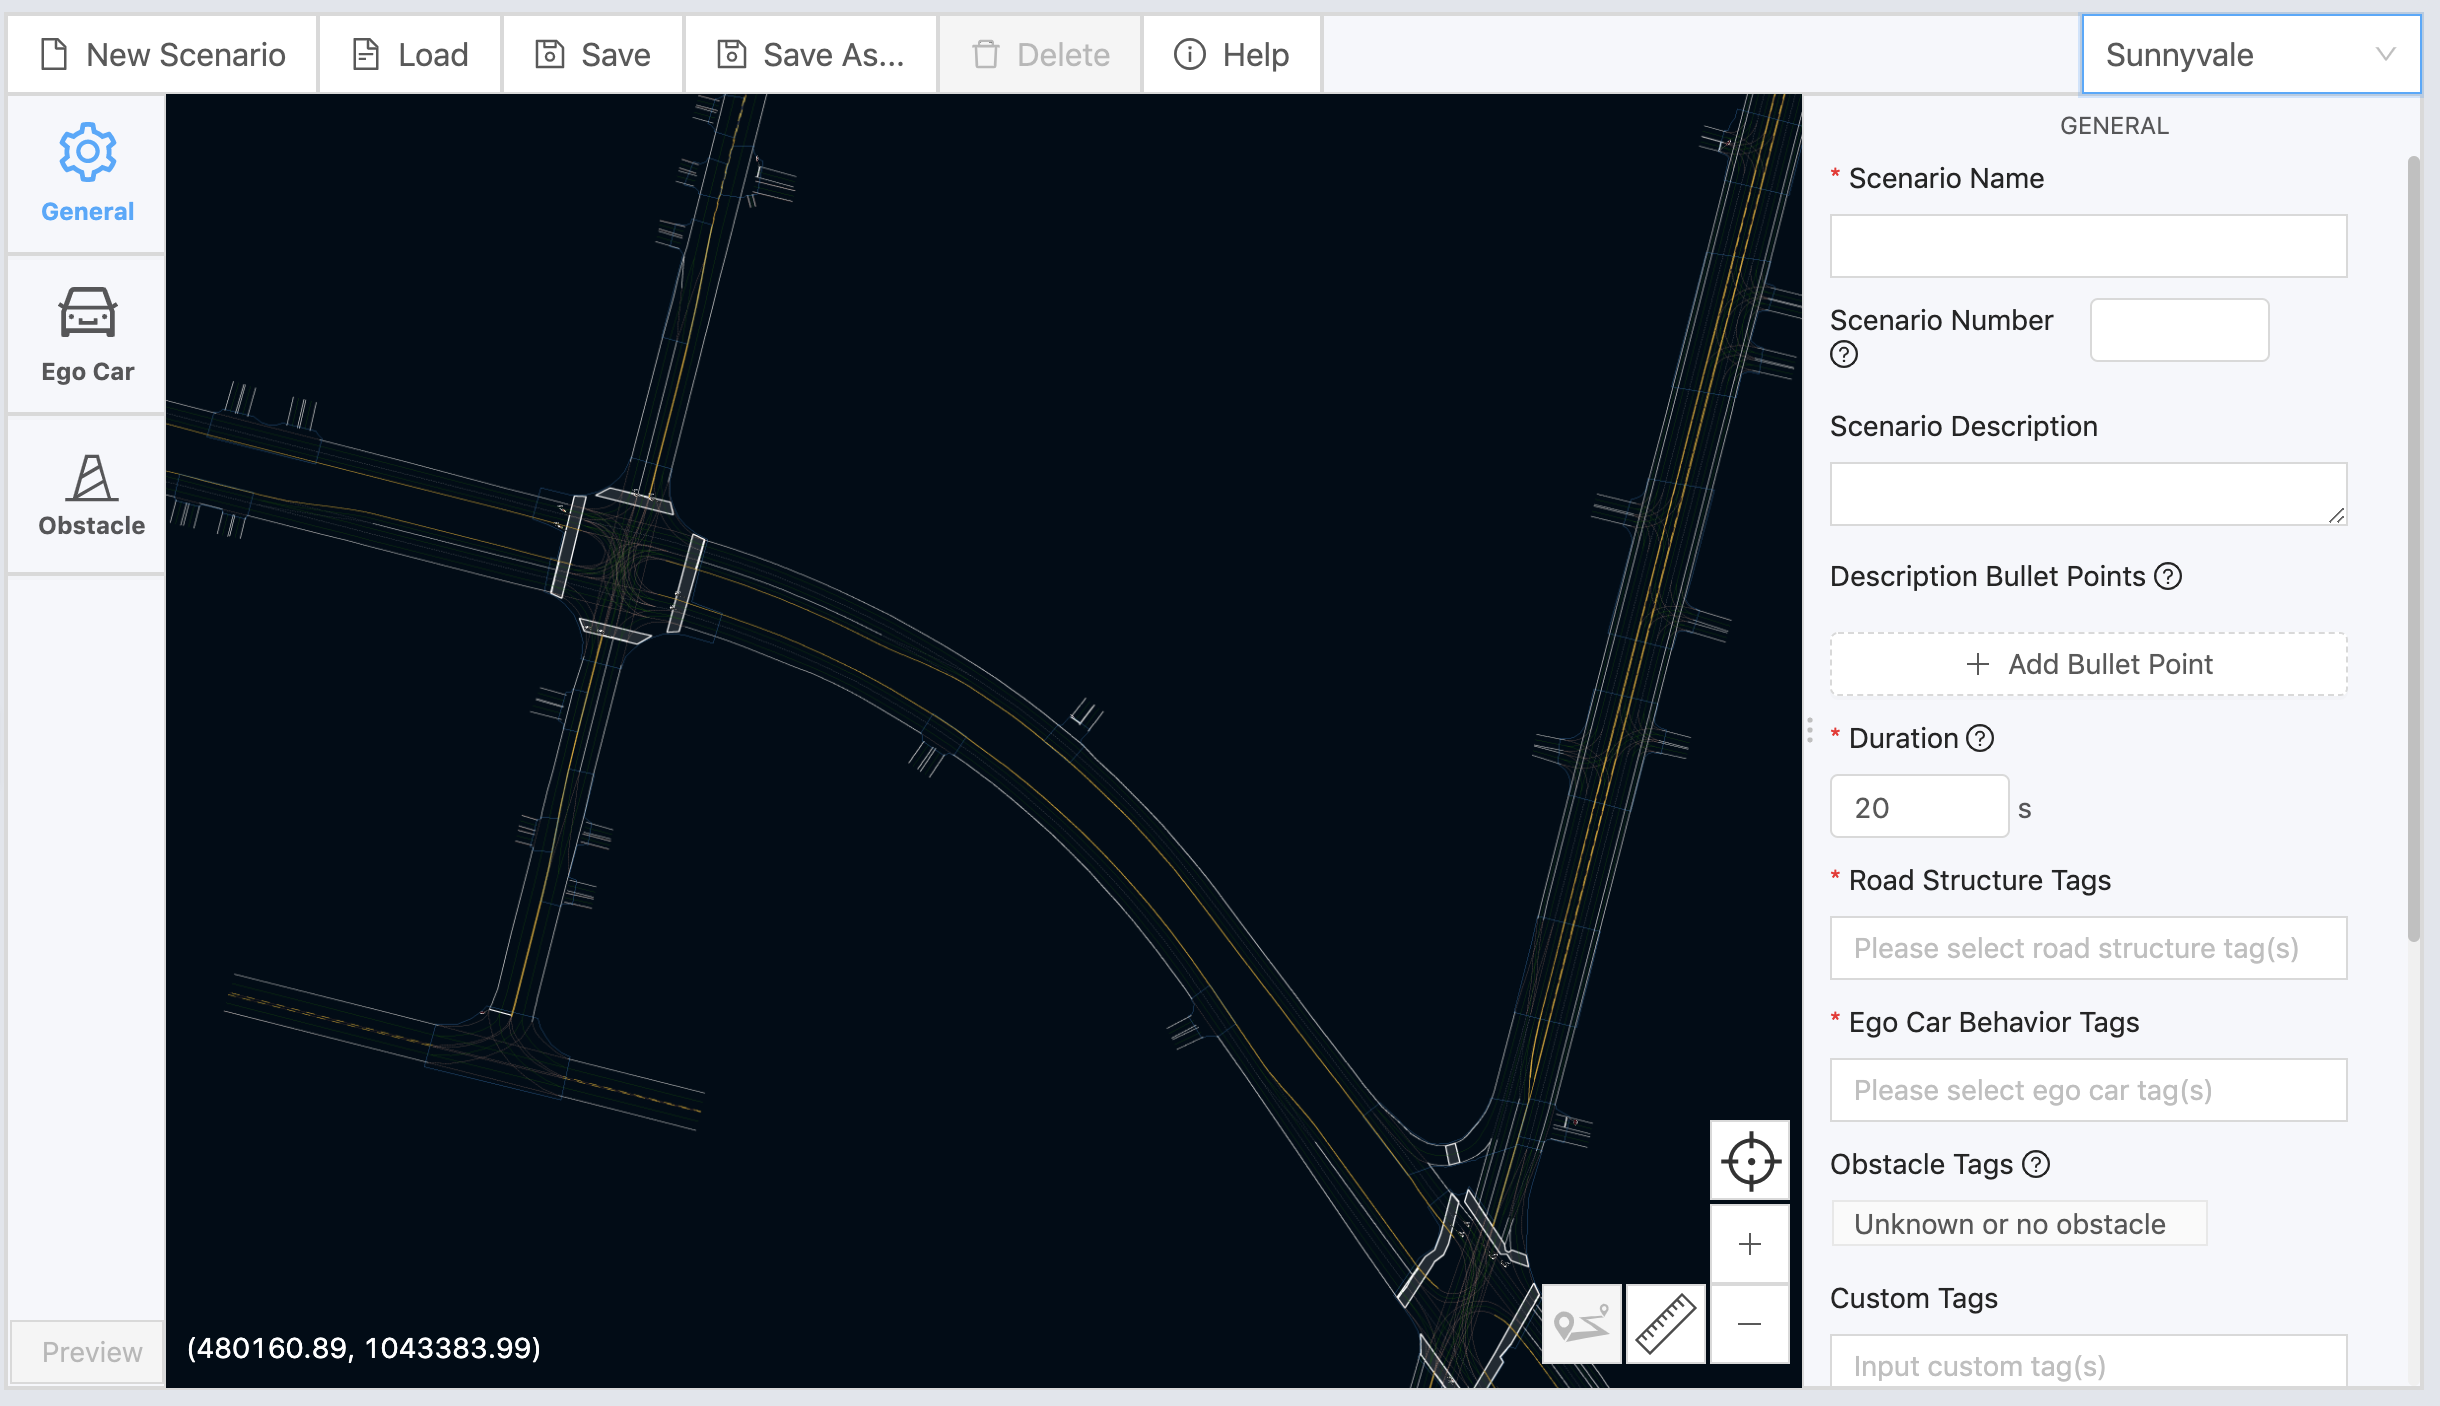 New Scenario
Load
Save
Save As...
Delete
Help
Sunnyvale
General
Ego Car
Obstacle
Preview
(480160.89, 1043383.99)
GENERAL
* Scenario Name
Scenario Number
Scenario Description
Description Bullet Points
Add Bullet Point
* Duration
20 s
* Road Structure Tags
Please select road structure tag(s)
* Ego Car Behavior Tags
Please select ego car tag(s)
Obstacle Tags
Unknown or no obstacle
Custom Tags
Input custom tag(s)